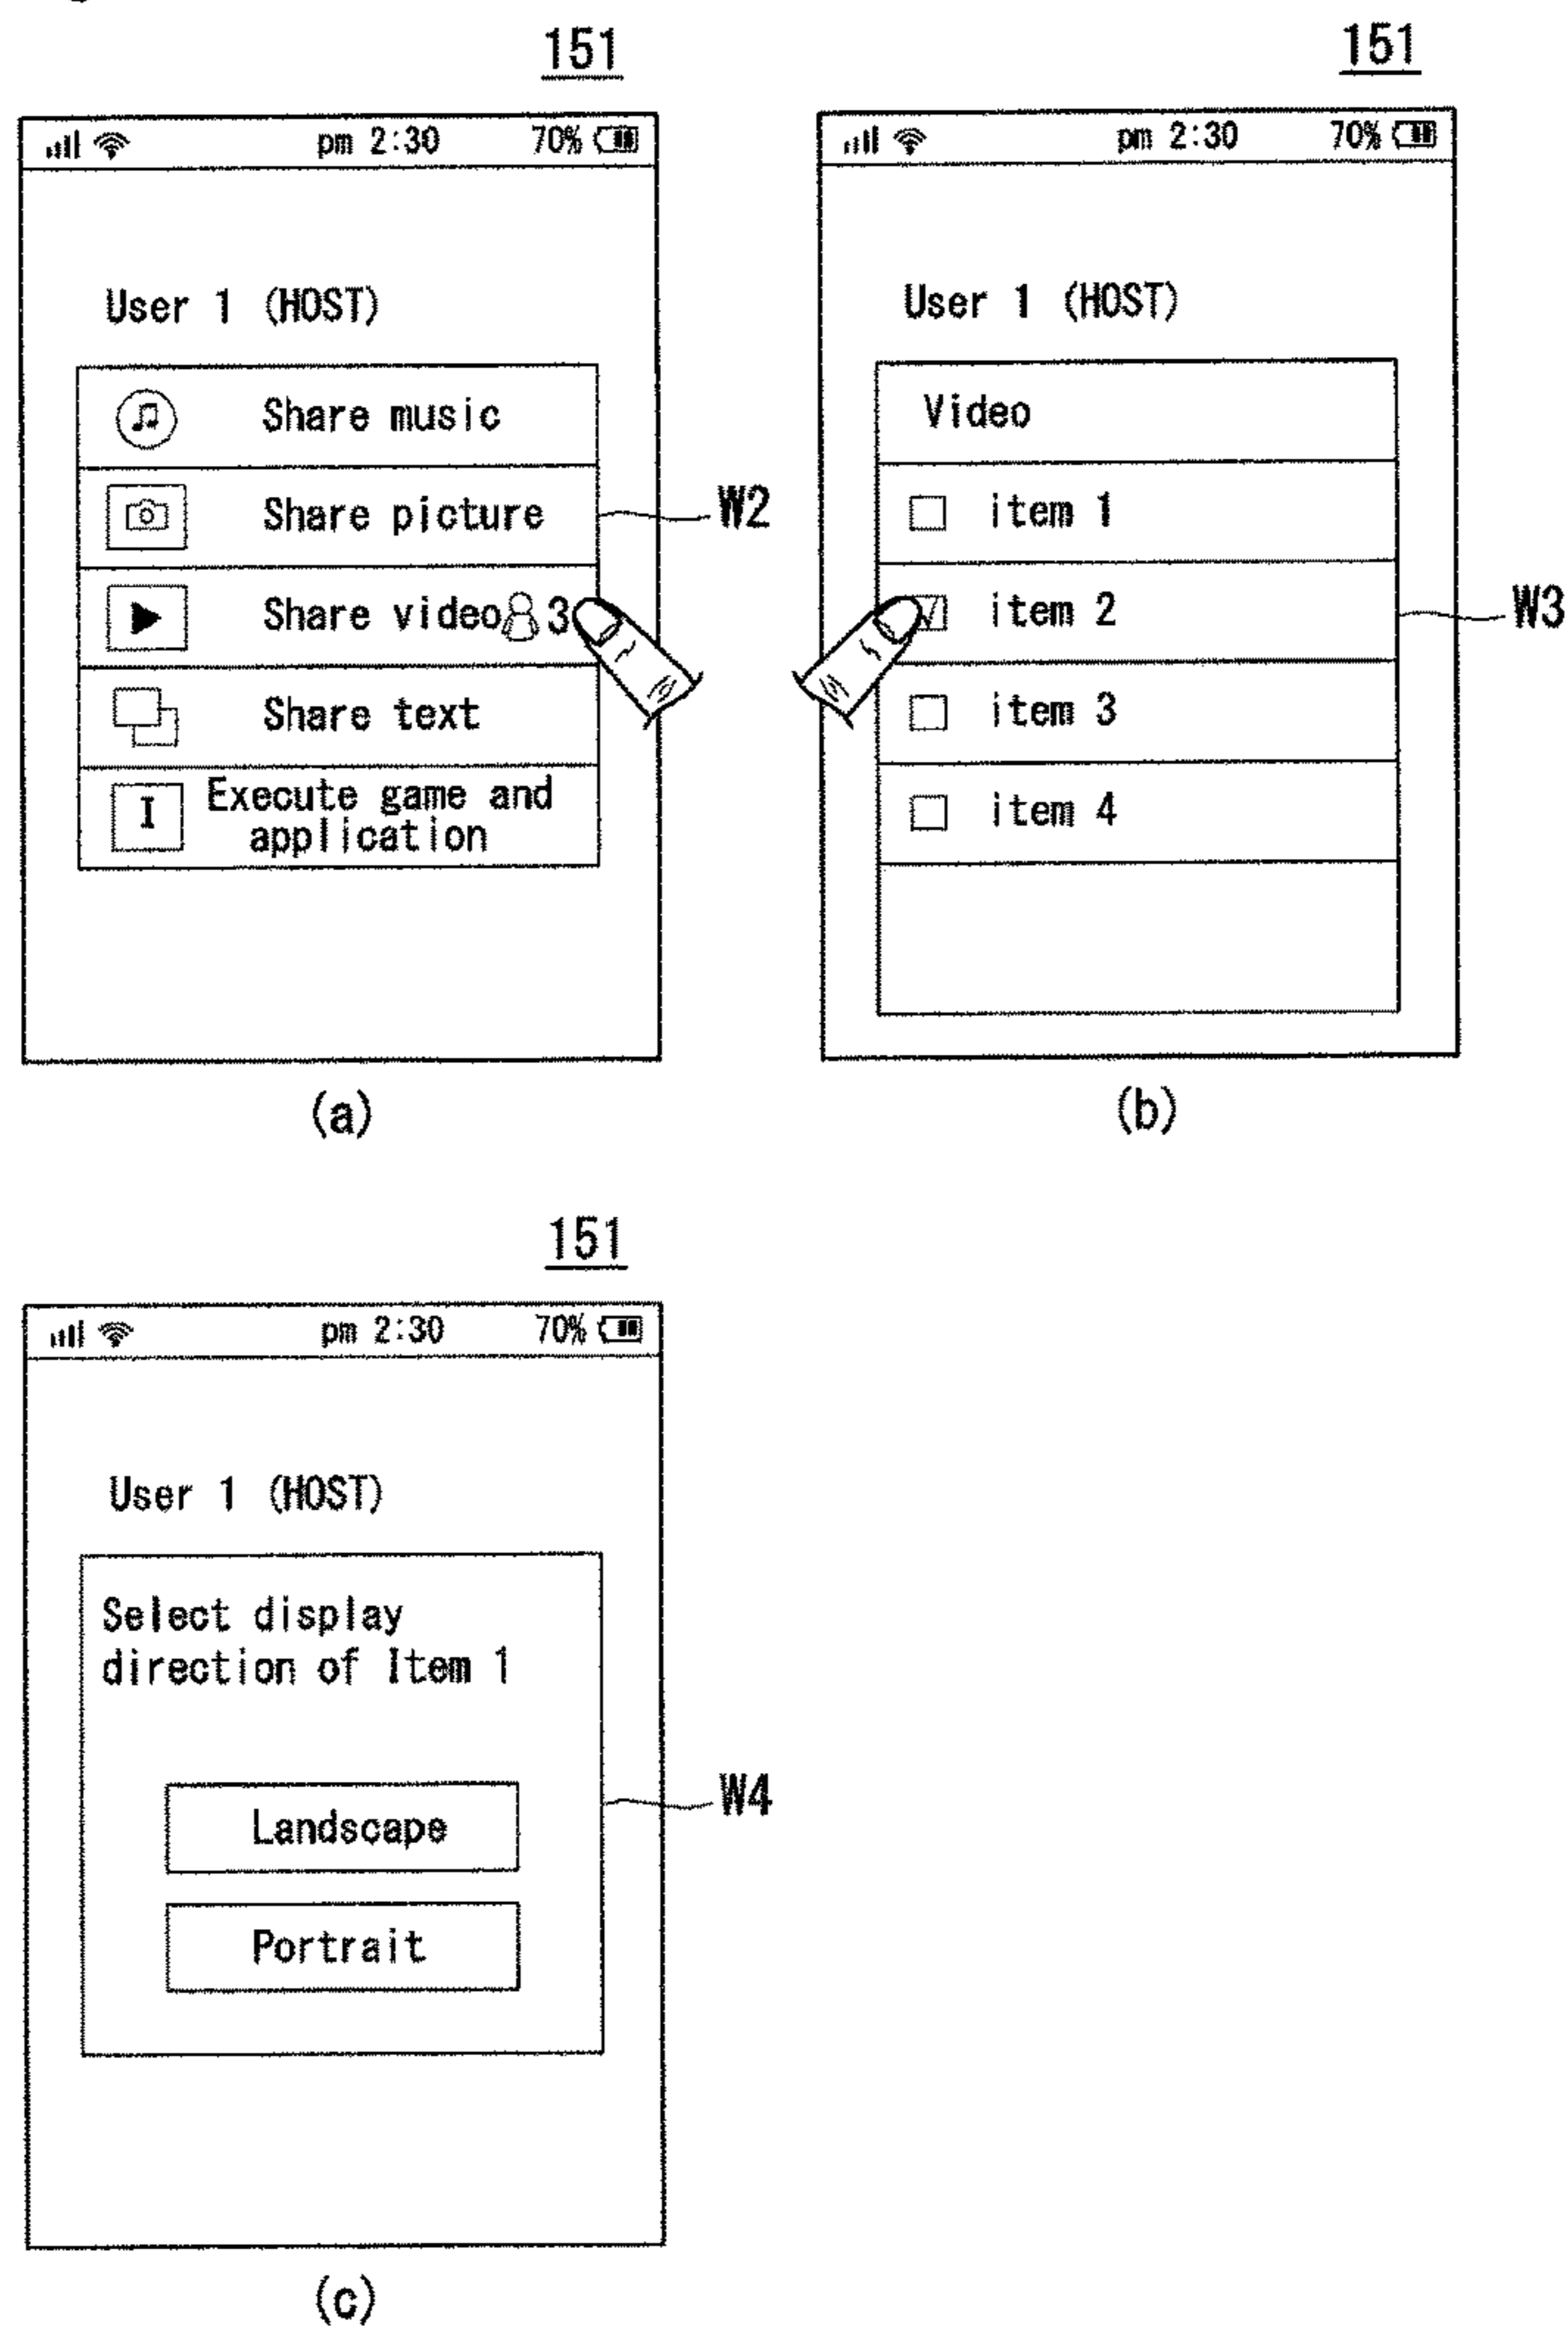 151
pm 2:30 70%
User 1 (HOST)
Share music
Share picture
W2
Share video 3
Share text
I
Execute game and
application
(a)
151
pm 2:30 70%
User 1 (HOST)
Video
item 1
item 2
W3
item 3
item 4
(b)
151
pm 2:30 70%
User 1 (HOST)
Select display
direction of Item 1
W4
Landscape
Portrait
(c)